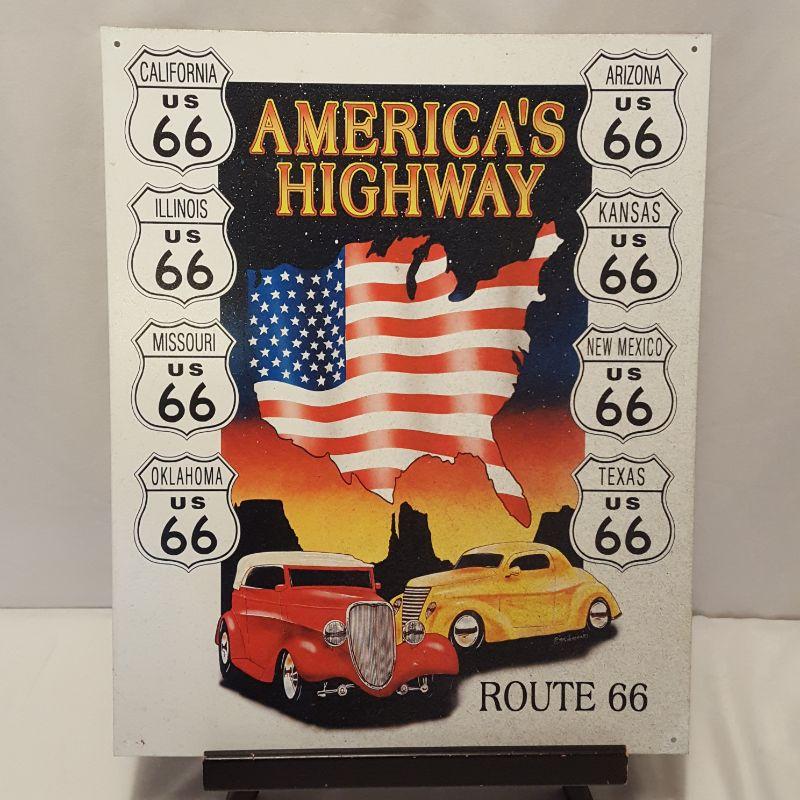 AMERICA'S
HIGHWAY
CALIFORNIA
US
66
ILLINOIS
US
66
MISSOURI
US
66
OKLAHOMA
US
66
ARIZONA
US
66
KANSAS
US
66
NEW MEXICO
US
66
TEXAS
US
66
ROUTE 66